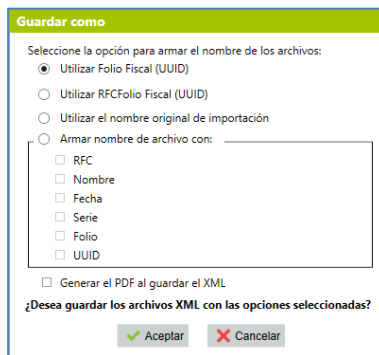 Guardar como
Seleccione la opción para armar el nombre de los archivos:
Utilizar Folio Fiscal (UUID)
Utilizar RFCFolio Fiscal (UUID)
Utilizar el nombre original de importación
Armar nombre de archivo con:
RFC
Nombre
Fecha
Serie
Folio
UUID
Generar el PDF al guardar el XML
¿Desea guardar los archivos XML con las opciones seleccionadas?
Aceptar Cancelar